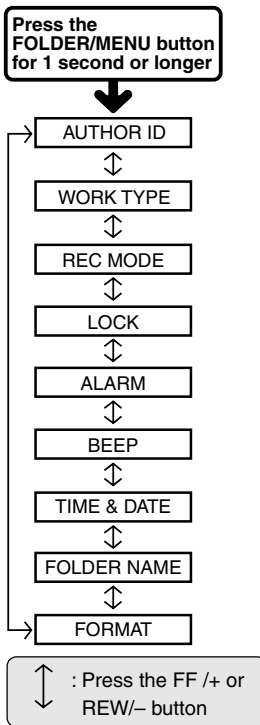 Press the
FOLDER/MENU button
for 1 second or longer
AUTHOR ID
WORK TYPE
REC MODE
LOCK
ALARM
BEEP
TIME & DATE
FOLDER NAME
FORMAT
: Press the FF /+ or
REW/– button